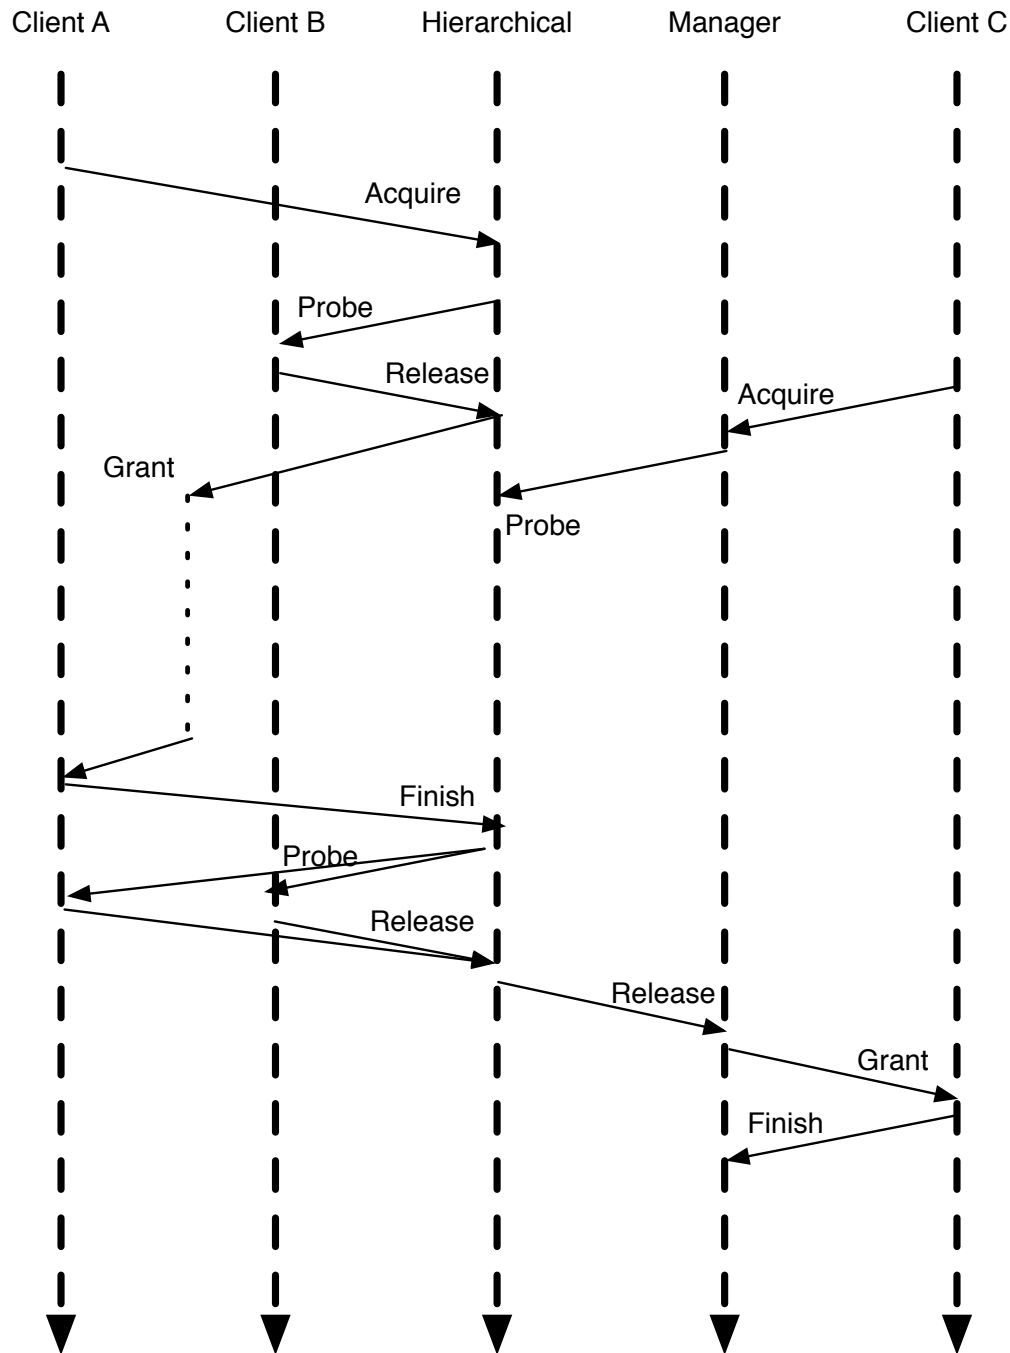 Client A
Client B
Hierarchical
Manager
Client C
Acquire
Probe
Release
Acquire
Grant
Probe
Finish
Probe
Release
Release
Grant
Finish